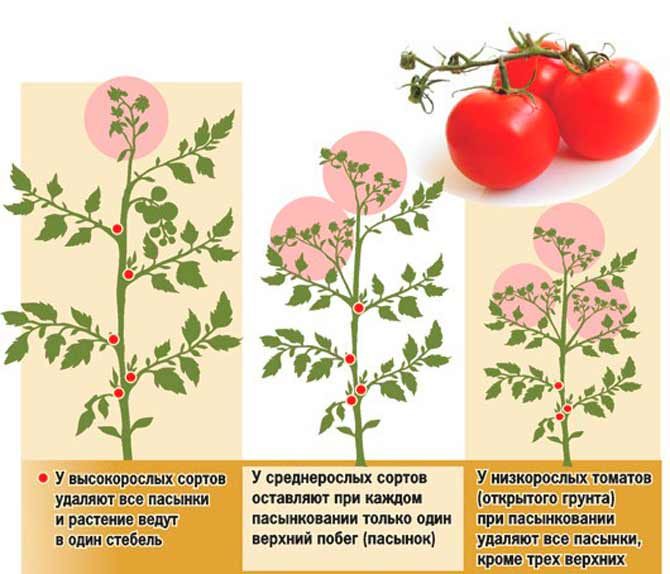 У высокорослых сортов
удаляют все пасынки
и растение ведут
в один стебель
У среднерослых сортов
оставляют при каждом
пасынковании только один
верхний побег (пасынок)
У низкорослых томатов
(открытого грунта)
при пасынковании
удаляют все пасынки,
кроме трех верхних